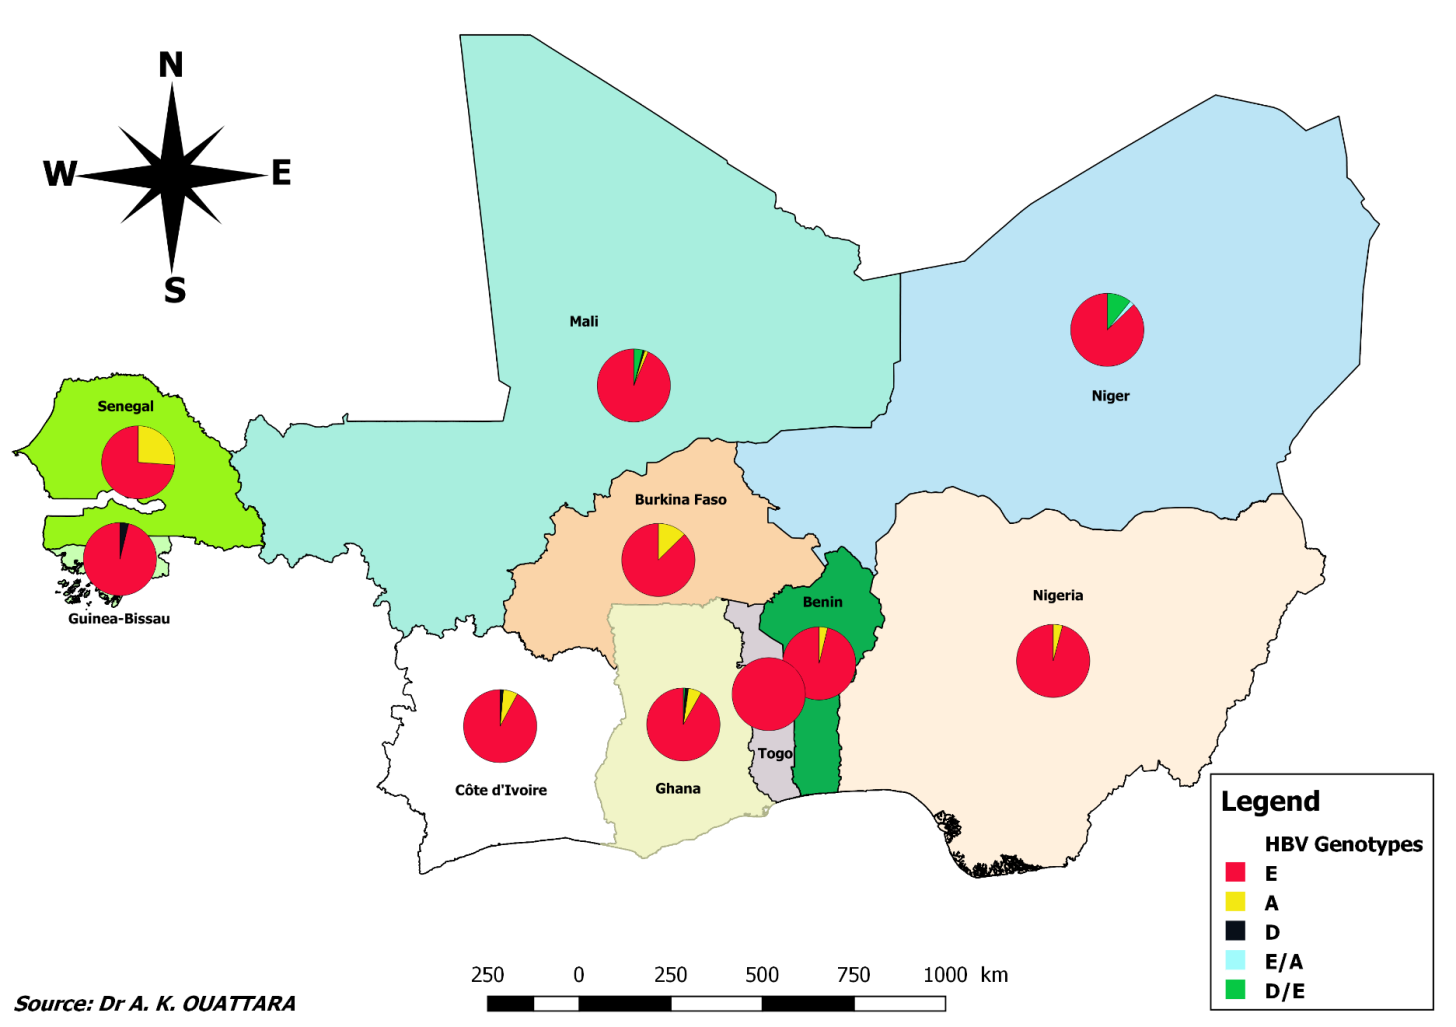 N
W E
S
Mali
Niger
Senegal
Burkina Faso
Benin
Nigeria
Guinea-Bissau
Togo
Côte d'Ivoire
Ghana
Legend
HBV Genotypes
E
A
D
E/A
D/E
250 0 250 500 750 1000 km
Source: Dr A. K. OUATTARA